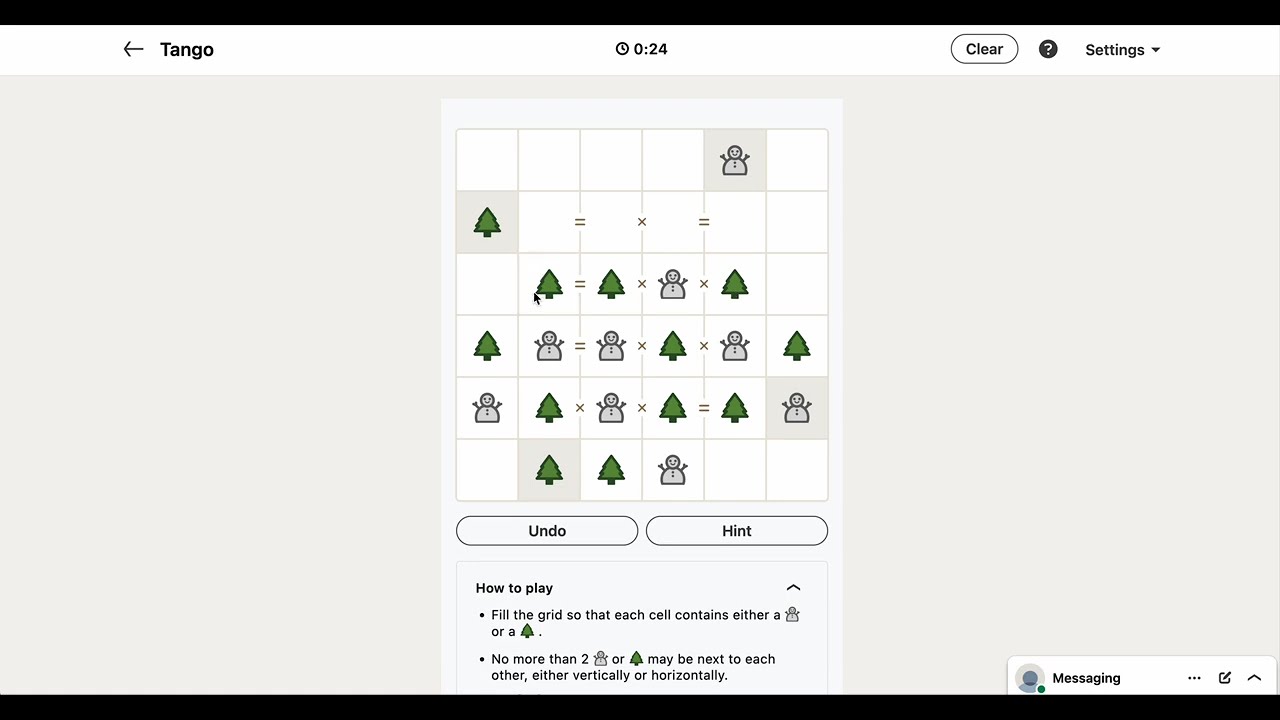 Tango
0:24
Clear
?
Settings
= × =
= × ×
= × ×
× × =
Undo
Hint
How to play
• Fill the grid so that each cell contains either a
or a .
• No more than 2 or may be next to each
other, either vertically or horizontally.
Messaging